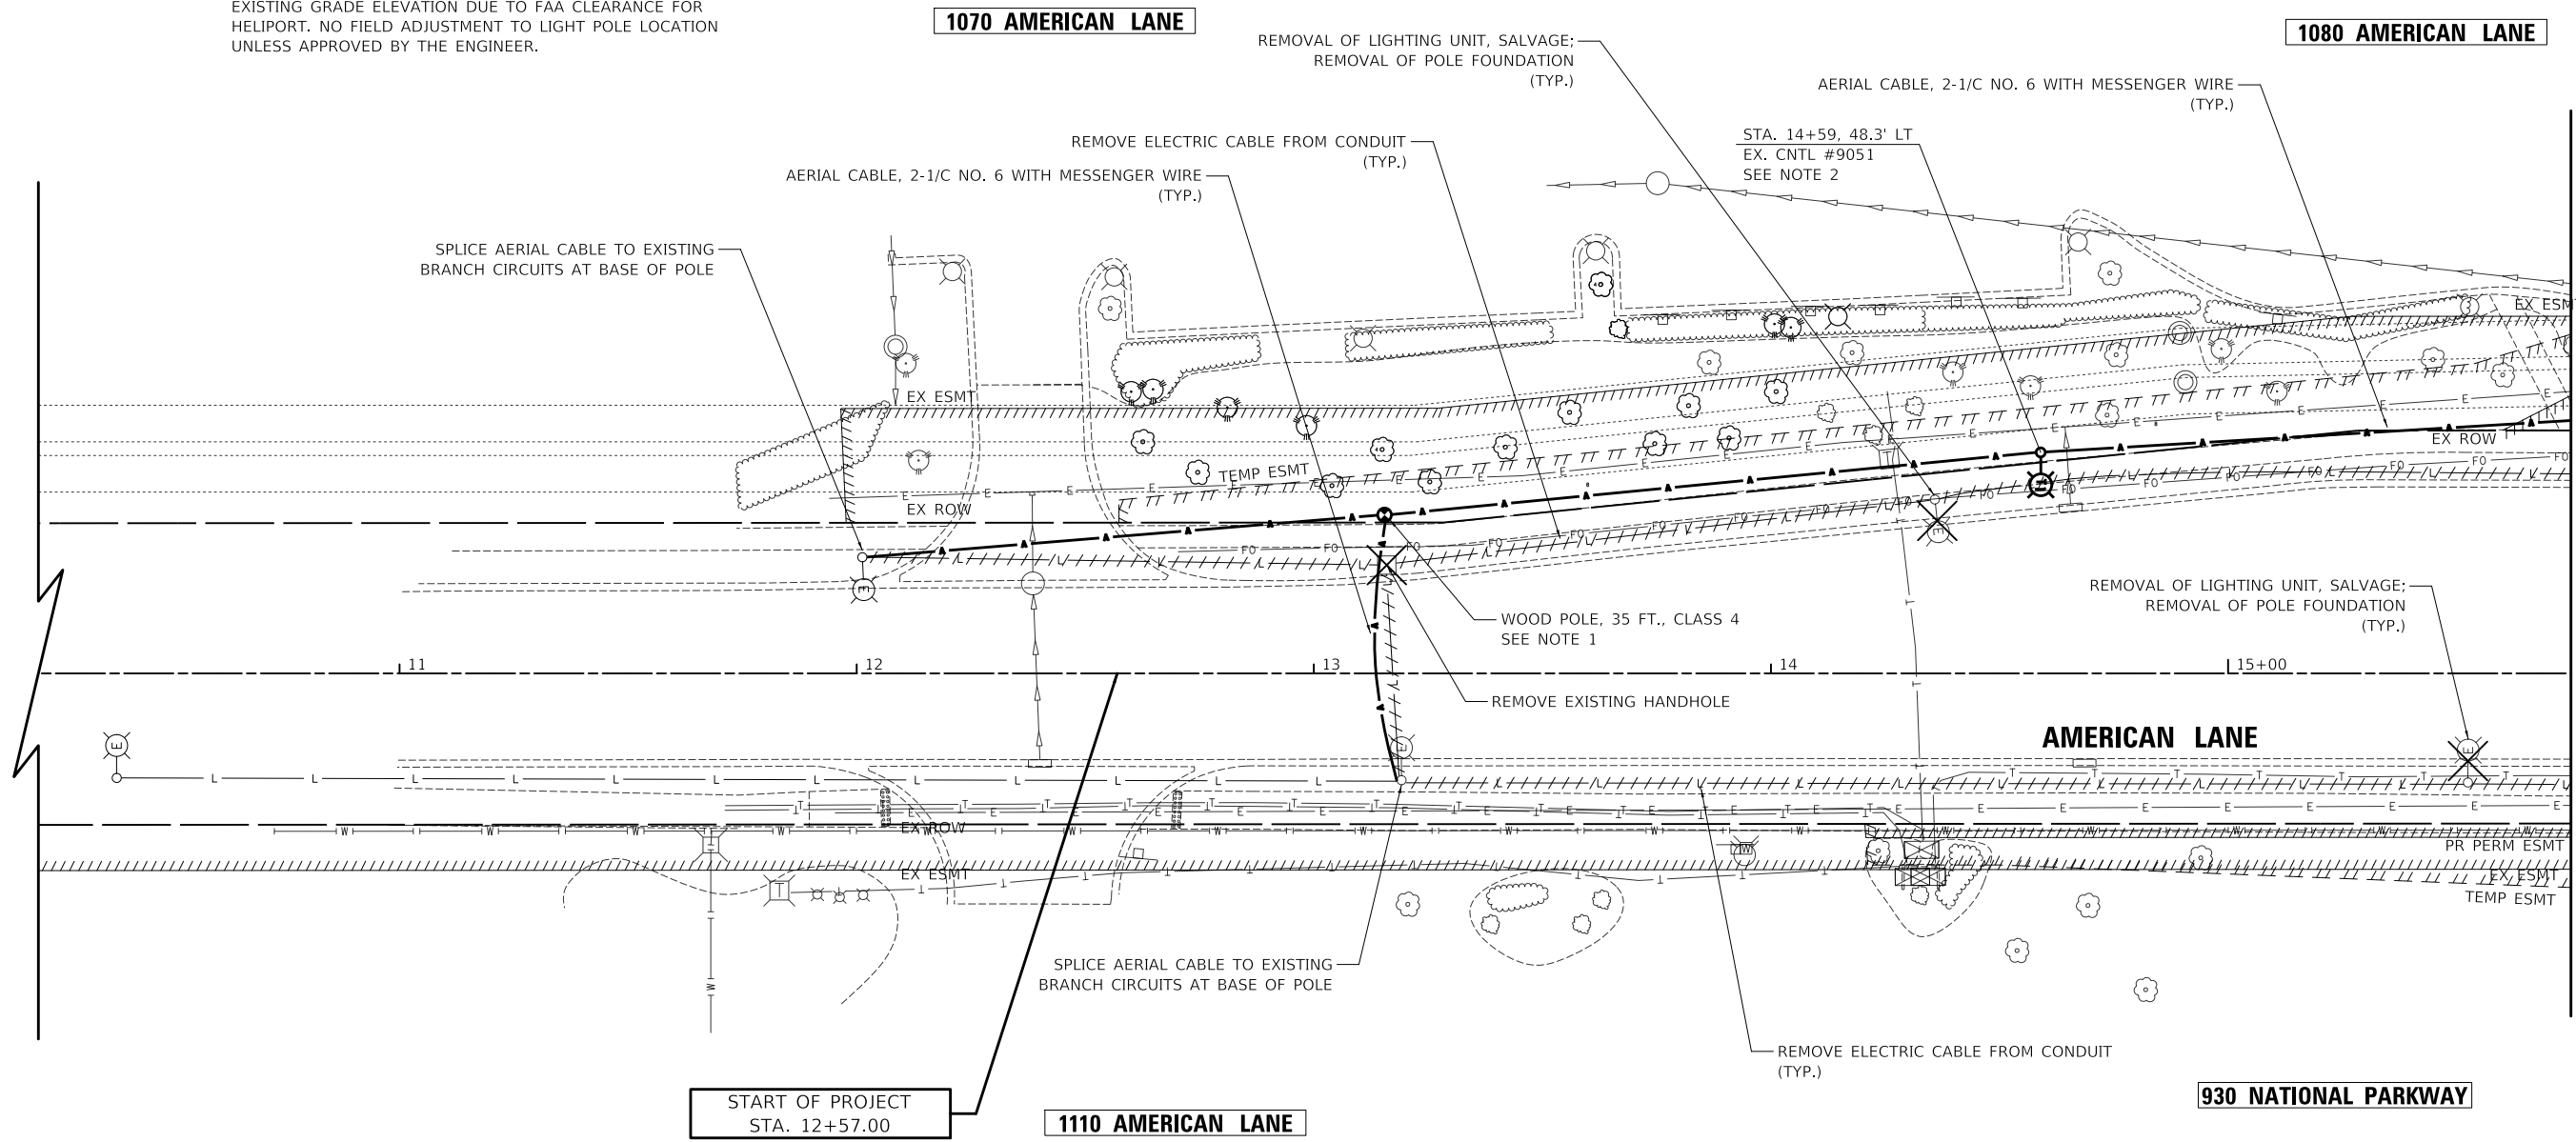 EXISTING GRADE ELEVATION DUE TO FAA CLEARANCE FOR
HELIPORT. NO FIELD ADJUSTMENT TO LIGHT POLE LOCATION
UNLESS APPROVED BY THE ENGINEER.
1070 AMERICAN LANE
1080 AMERICAN LANE
REMOVAL OF LIGHTING UNIT, SALVAGE;
REMOVAL OF POLE FOUNDATION
(TYP.)
AERIAL CABLE, 2-1/C NO. 6 WITH MESSENGER WIRE
(TYP.)
REMOVE ELECTRIC CABLE FROM CONDUIT
(TYP.)
STA. 14+59, 48.3' LT
EX. CNTL #9051
SEE NOTE 2
AERIAL CABLE, 2-1/C NO. 6 WITH MESSENGER WIRE
(TYP.)
SPLICE AERIAL CABLE TO EXISTING
BRANCH CIRCUITS AT BASE OF POLE
EX ESMT
EX ESMT
EX ROW
TEMP ESMT
EX ROW
WOOD POLE, 35 FT., CLASS 4
SEE NOTE 1
REMOVAL OF LIGHTING UNIT, SALVAGE;
REMOVAL OF POLE FOUNDATION
(TYP.)
11
12
13
14
15+00
REMOVE EXISTING HANDHOLE
AMERICAN LANE
EX ROW
PR PERM ESMT
EX ESMT
EX ESMT
TEMP ESMT
SPLICE AERIAL CABLE TO EXISTING
BRANCH CIRCUITS AT BASE OF POLE
REMOVE ELECTRIC CABLE FROM CONDUIT
(TYP.)
START OF PROJECT
STA. 12+57.00
1110 AMERICAN LANE
930 NATIONAL PARKWAY